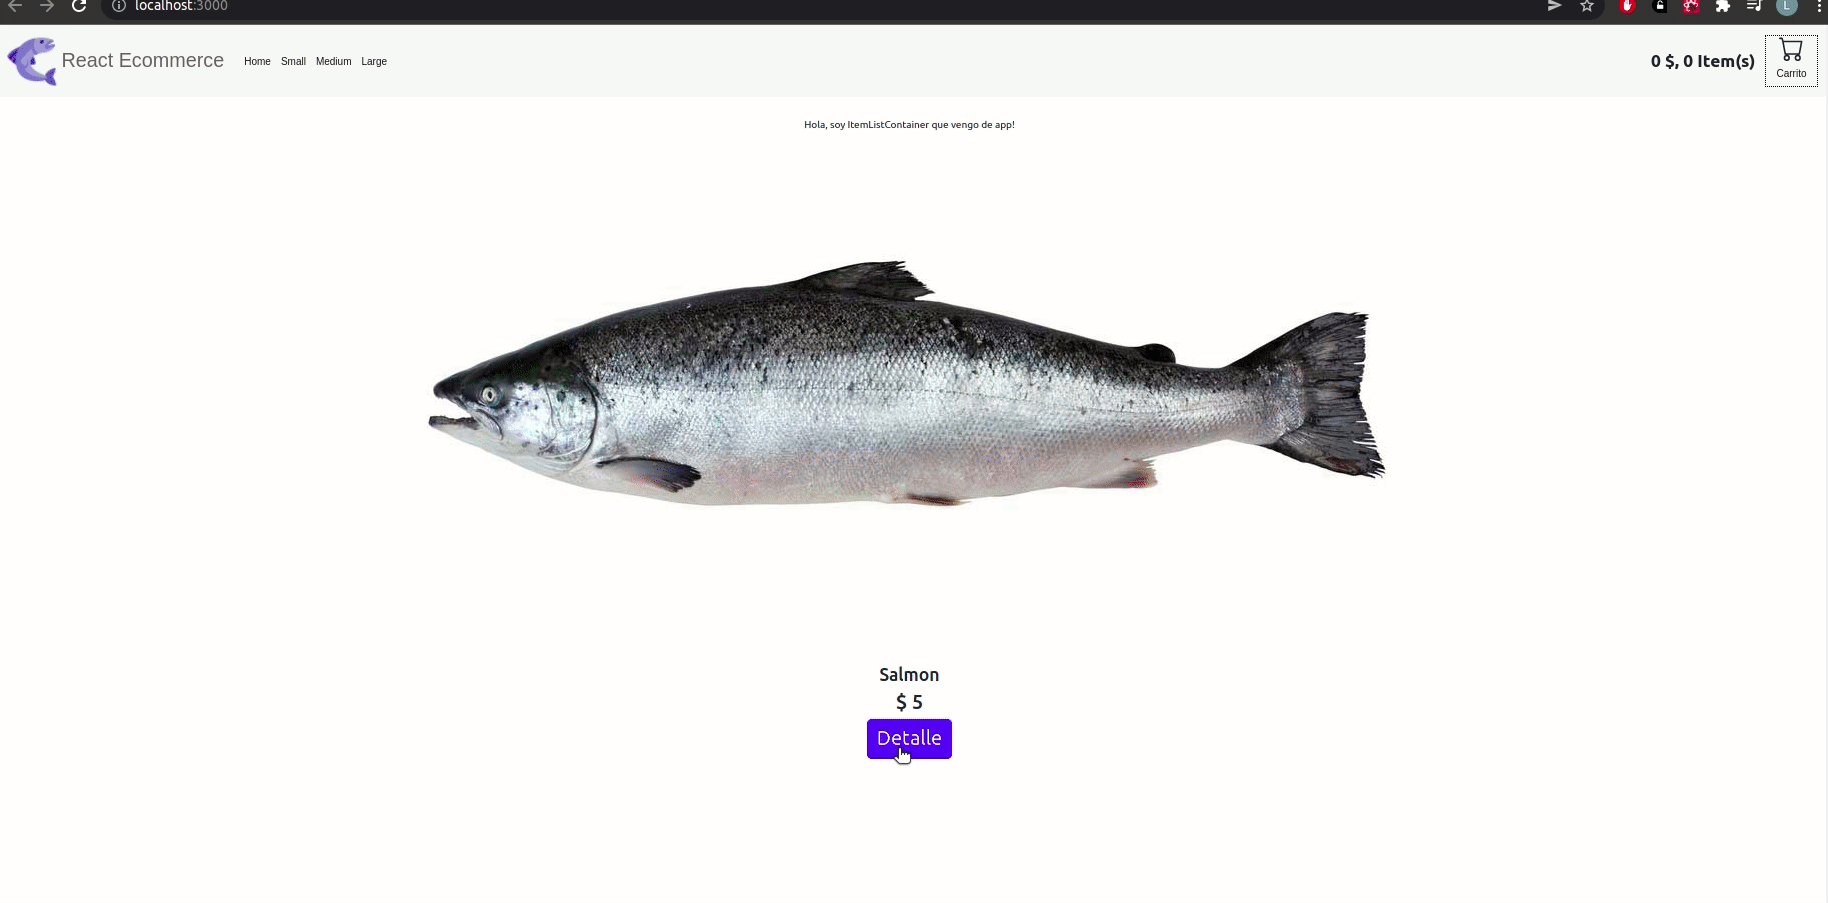 localhost:3000
L
React Ecommerce
Home Small Medium Large
0 $, 0 Item(s)
Carrito
Hola, soy ItemListContainer que vengo de app!
Salmon
$ 5
Detalle